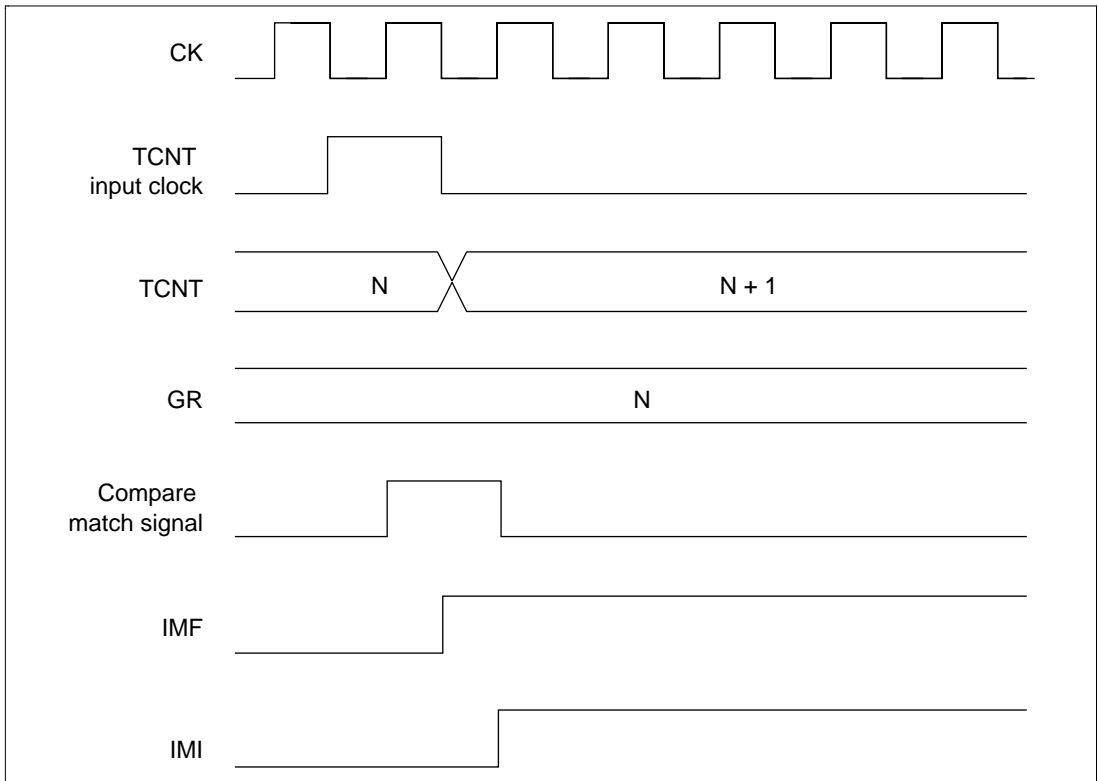 CK
TCNT
input clock
TCNT
N
N + 1
GR
N
Compare
match signal
IMF
IMI